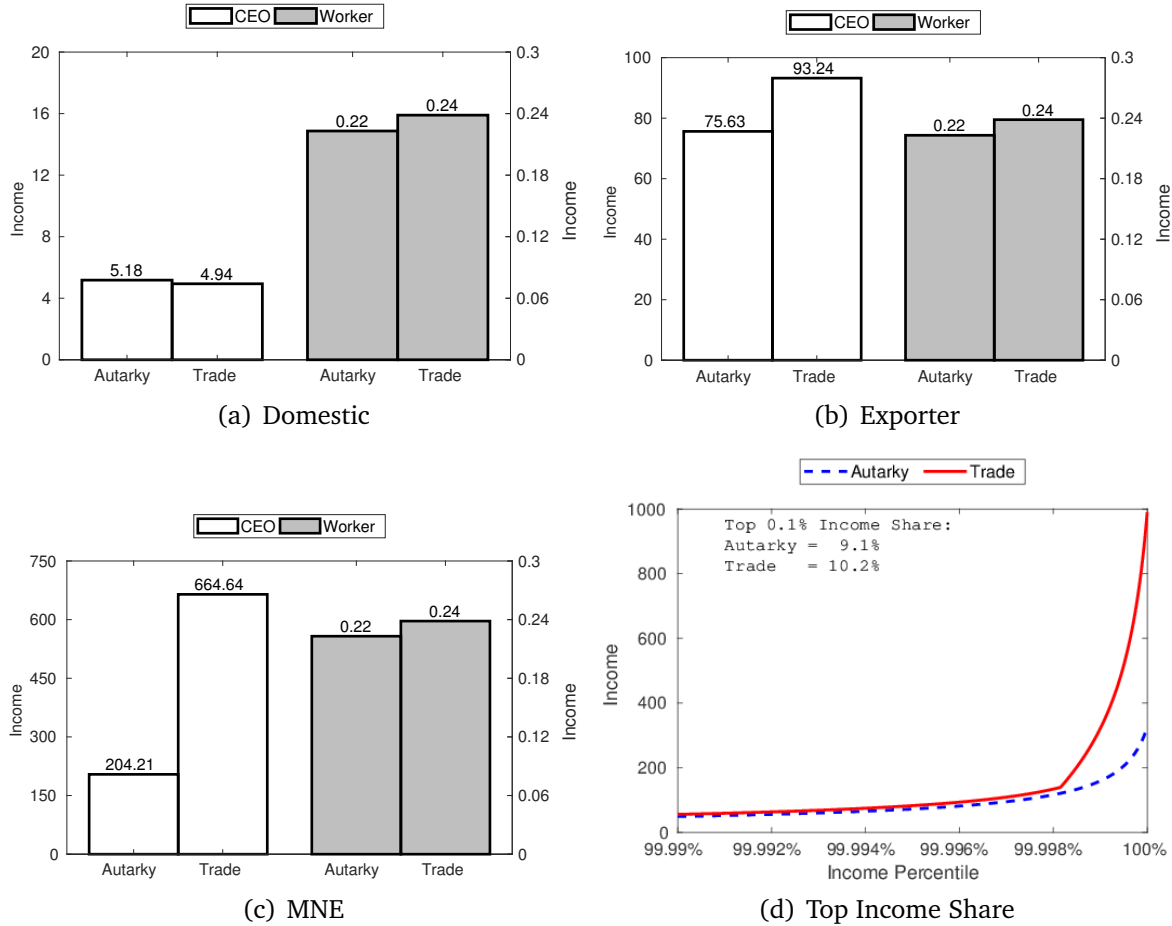 CEO Worker
20 0.3
16 0.24
12 0.18
8 0.12
4 0.06
0 0
Income
Income
5.18 4.94 0.22 0.24
Autarky Trade Autarky Trade
(a) Domestic
CEO Worker
100 0.3
80 0.24
60 0.18
40 0.12
20 0.06
0 0
Income
Income
75.63 93.24 0.22 0.24
Autarky Trade Autarky Trade
(b) Exporter
CEO Worker
750 0.3
600 0.24
450 0.18
300 0.12
150 0.06
0 0
Income
Income
204.21 664.64 0.22 0.24
Autarky Trade Autarky Trade
(c) MNE
Autarky Trade
Top 0.1% Income Share:
Autarky = 9.1%
Trade = 10.2%
1000
800
600
400
200
0
Income
99.99% 99.992% 99.994% 99.996% 99.998% 100%
Income Percentile
(d) Top Income Share